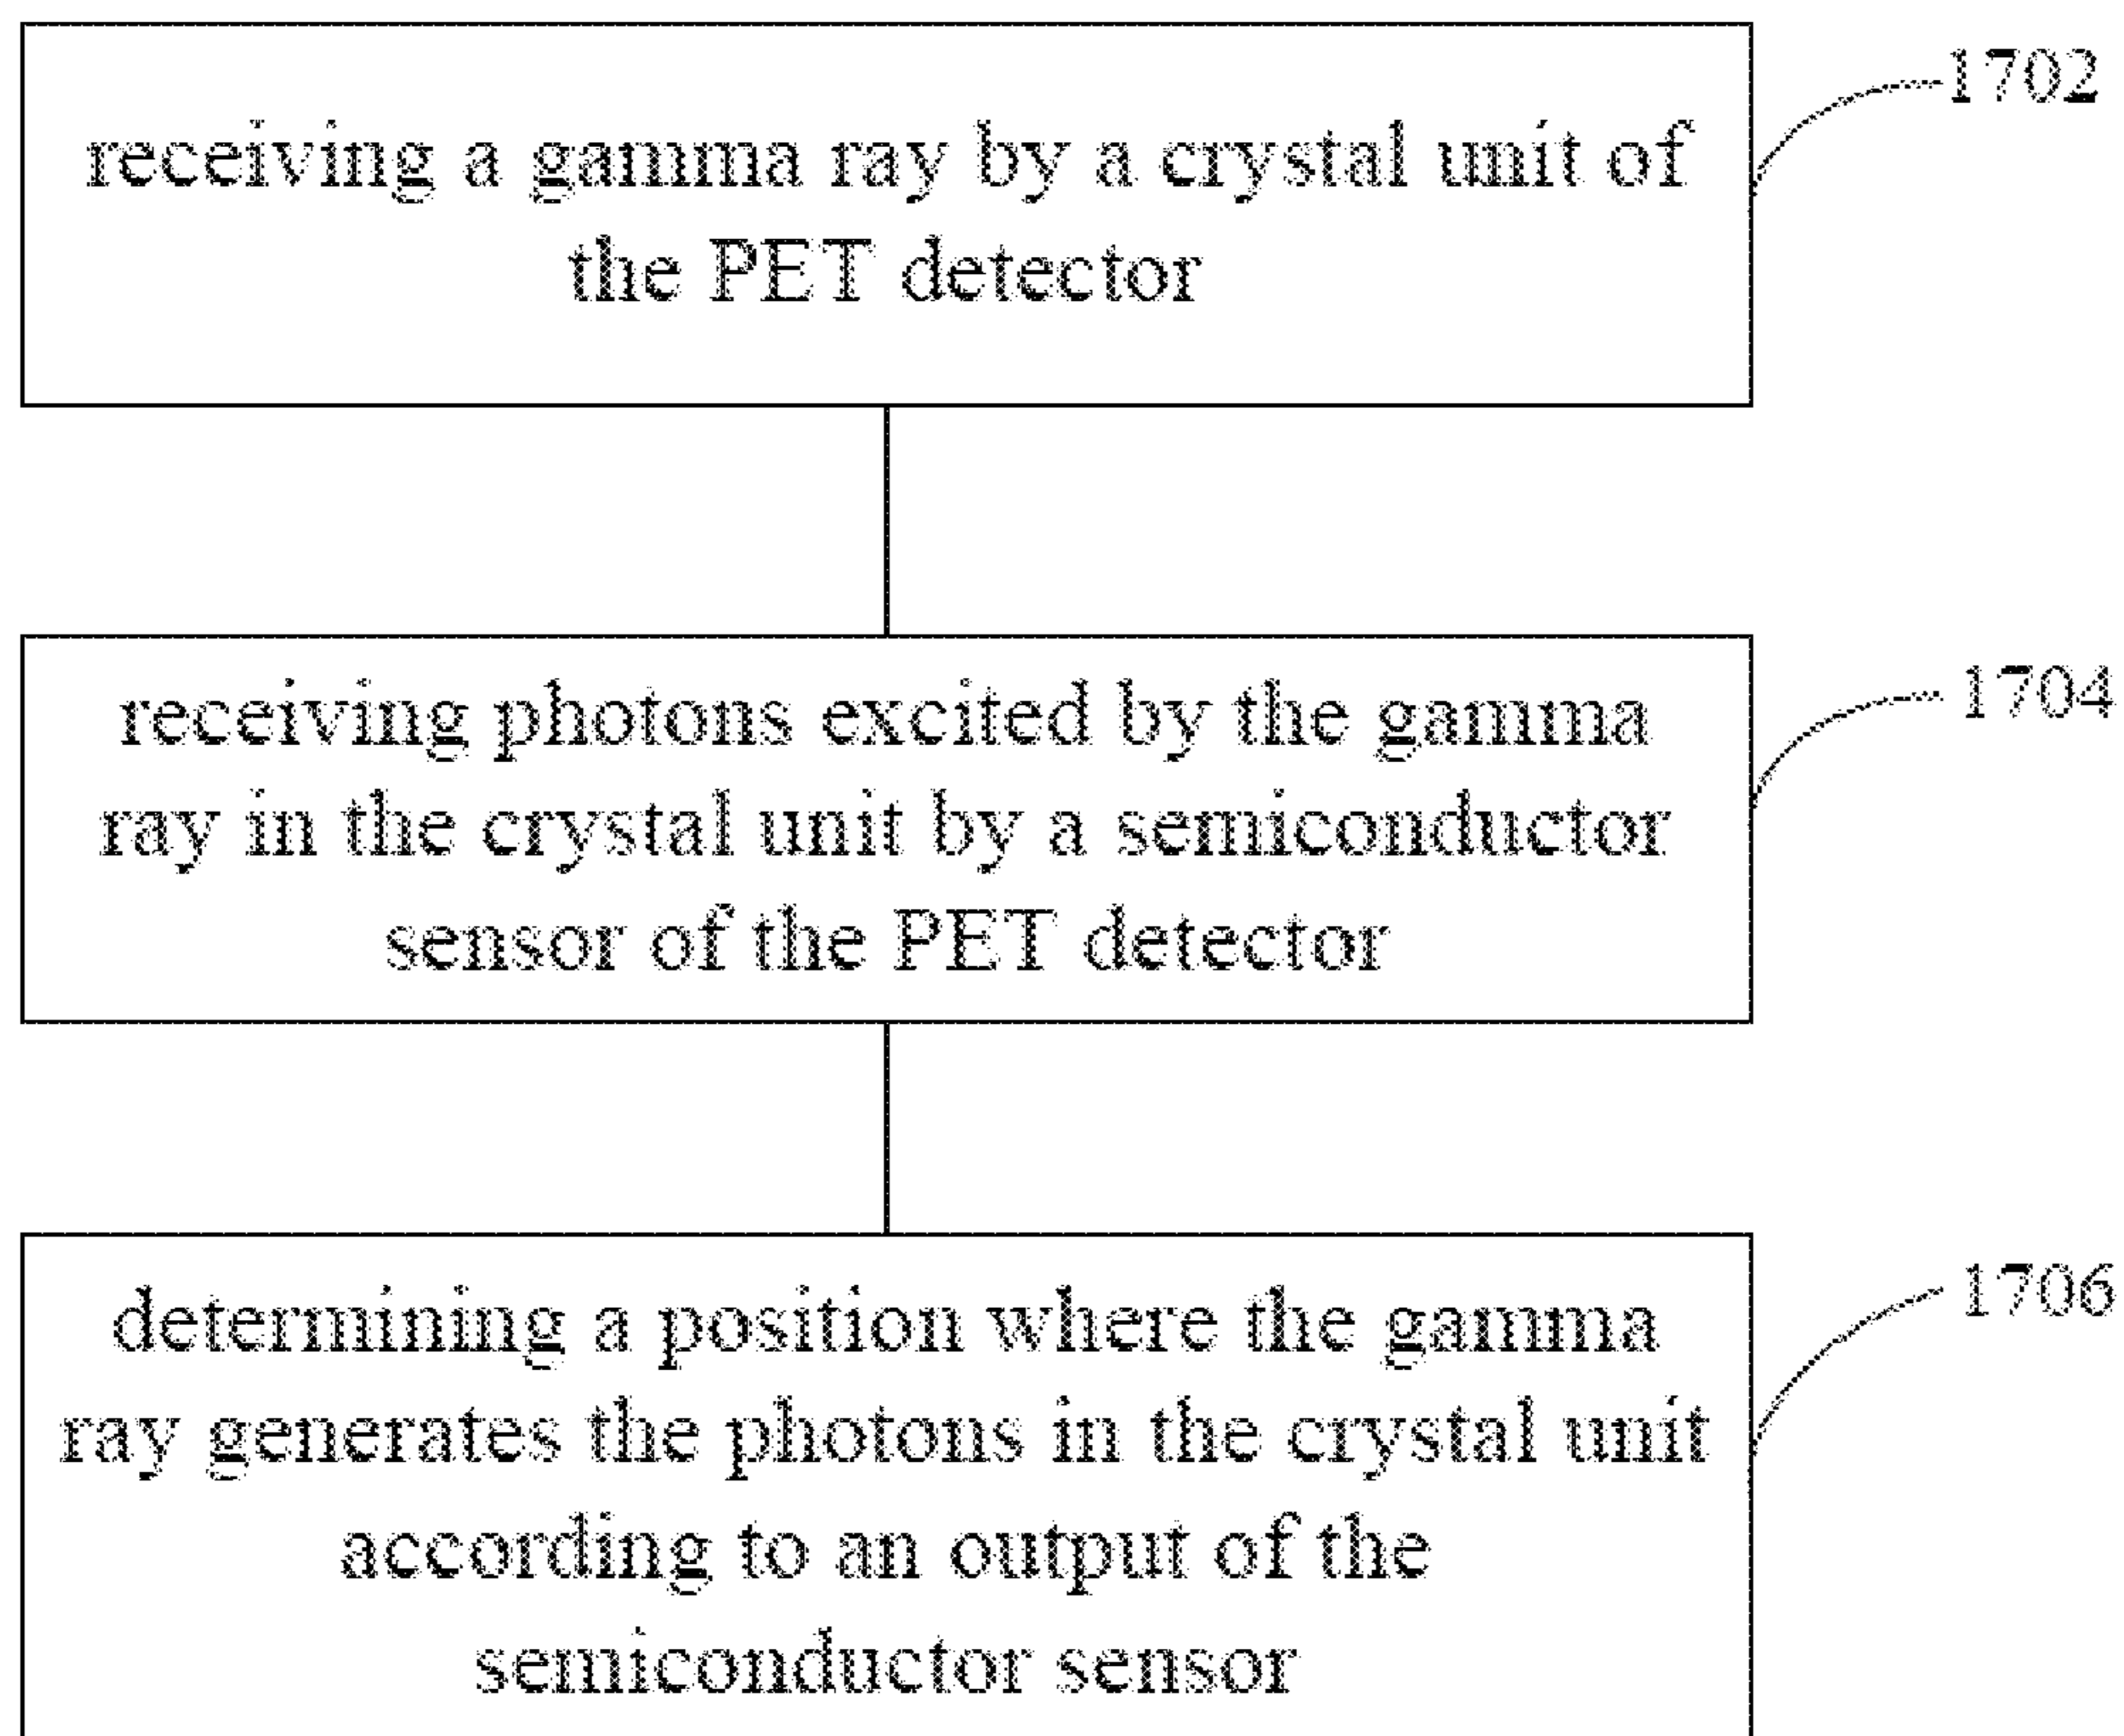 receiving a gamma ray by a crystal unit of
the PET detector
1702
receiving photons excited by the gamma
ray in the crystal unit by a semiconductor
sensor of the PET detector
1704
determining a position where the gamma
ray generates the photons in the crystal unit
according to an output of the
semiconductor sensor
1706